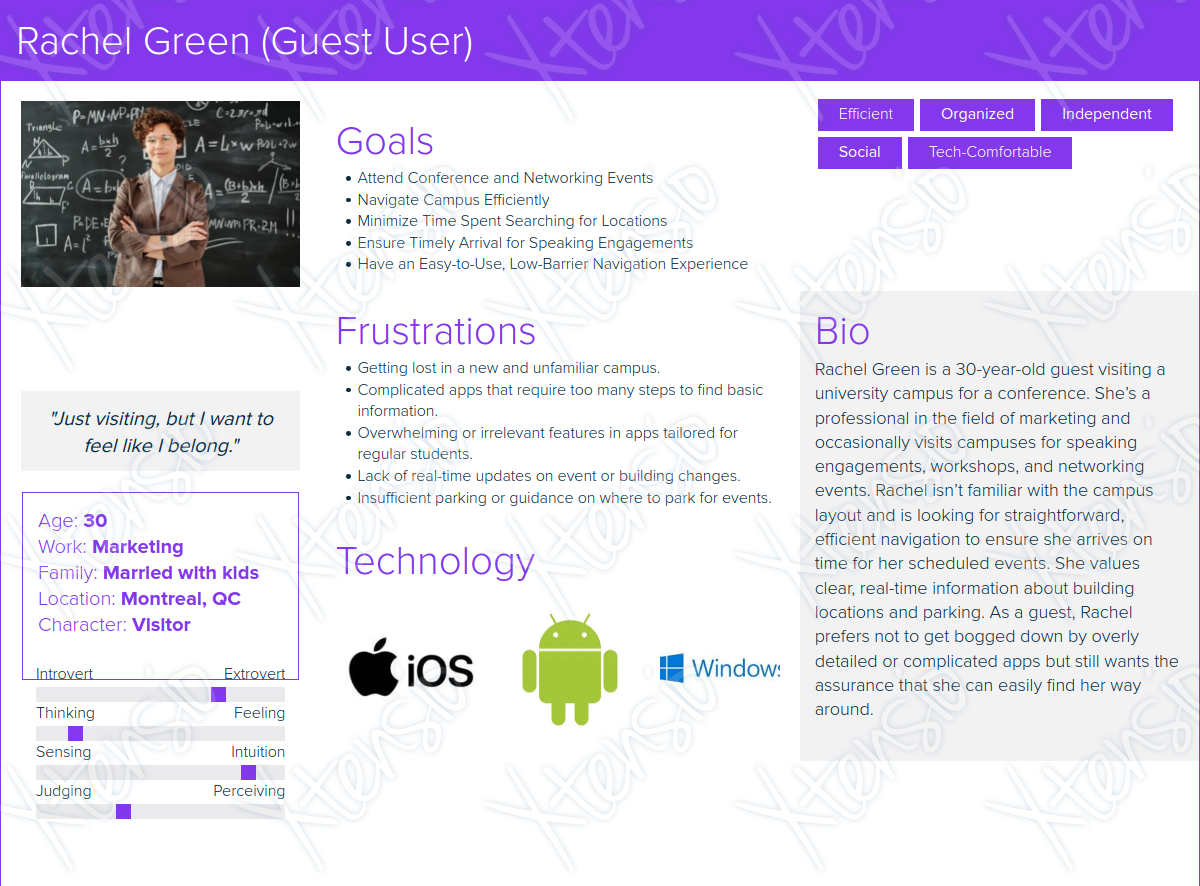 Rachel Green (Guest User)
Triangle
Parallelogram
Efficient
Organized
Independent
Social
Tech-Comfortable
Goals
Attend Conference and Networking Events
Navigate Campus Efficiently
Minimize Time Spent Searching for Locations
Ensure Timely Arrival for Speaking Engagements
Have an Easy-to-Use, Low-Barrier Navigation Experience
Frustrations
Getting lost in a new and unfamiliar campus.
Complicated apps that require too many steps to find basic
information.
Overwhelming or irrelevant features in apps tailored for
regular students.
Lack of real-time updates on event or building changes.
Insufficient parking or guidance on where to park for events.
Technology
iOS
Windows
"Just visiting, but I want to
feel like I belong."
Age: 30
Work: Marketing
Family: Married with kids
Location: Montreal, QC
Character: Visitor
Introvert Extrovert
Thinking Feeling
Sensing Intuition
Judging Perceiving
Bio
Rachel Green is a 30-year-old guest visiting a
university campus for a conference. She's a
professional in the field of marketing and
occasionally visits campuses for speaking
engagements, workshops, and networking
events. Rachel isn't familiar with the campus
layout and is looking for straightforward,
efficient navigation to ensure she arrives on
time for her scheduled events. She values
clear, real-time information about building
locations and parking. As a guest, Rachel
prefers not to get bogged down by overly
detailed or complicated apps but still wants the
assurance that she can easily find her way
around.
Xtensio